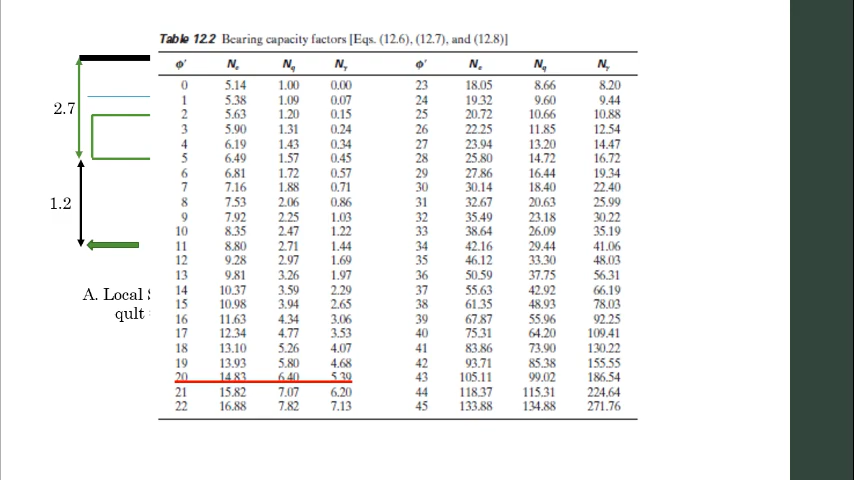 Table 12.2 Bearing capacity factors [Eqs. (12.6), (12.7), and (12.8)]
ϕ′ Nc Nq Nγ ϕ′ Nc Nq Nγ
0 5.14 1.00 0.00 23 18.05 8.66 8.20
1 5.38 1.09 0.07 24 19.32 9.60 9.44
2 5.63 1.20 0.15 25 20.72 10.66 10.88
3 5.90 1.31 0.24 26 22.25 11.85 12.54
4 6.19 1.43 0.34 27 23.94 13.20 14.47
5 6.49 1.57 0.45 28 25.80 14.72 16.72
6 6.81 1.72 0.57 29 27.86 16.44 19.34
7 7.16 1.88 0.71 30 30.14 18.40 22.40
8 7.53 2.06 0.86 31 32.67 20.63 25.99
9 7.92 2.25 1.03 32 35.49 23.18 30.22
10 8.35 2.47 1.22 33 38.64 26.09 35.19
11 8.80 2.71 1.44 34 42.16 29.44 41.06
12 9.28 2.97 1.69 35 46.12 33.30 48.03
13 9.81 3.26 1.97 36 50.59 37.75 56.31
14 10.37 3.59 2.29 37 55.63 42.92 66.19
15 10.98 3.94 2.65 38 61.35 48.93 78.03
16 11.63 4.34 3.06 39 67.87 55.96 92.25
17 12.34 4.77 3.53 40 75.31 64.20 109.41
18 13.10 5.26 4.07 41 83.86 73.90 130.22
19 13.93 5.80 4.68 42 93.71 85.38 155.55
20 14.83 6.40 5.39 43 105.11 99.02 186.54
21 15.82 7.07 6.20 44 118.37 115.31 224.64
22 16.88 7.82 7.13 45 133.88 134.88 271.76
2.7
1.2
A. Local
qult